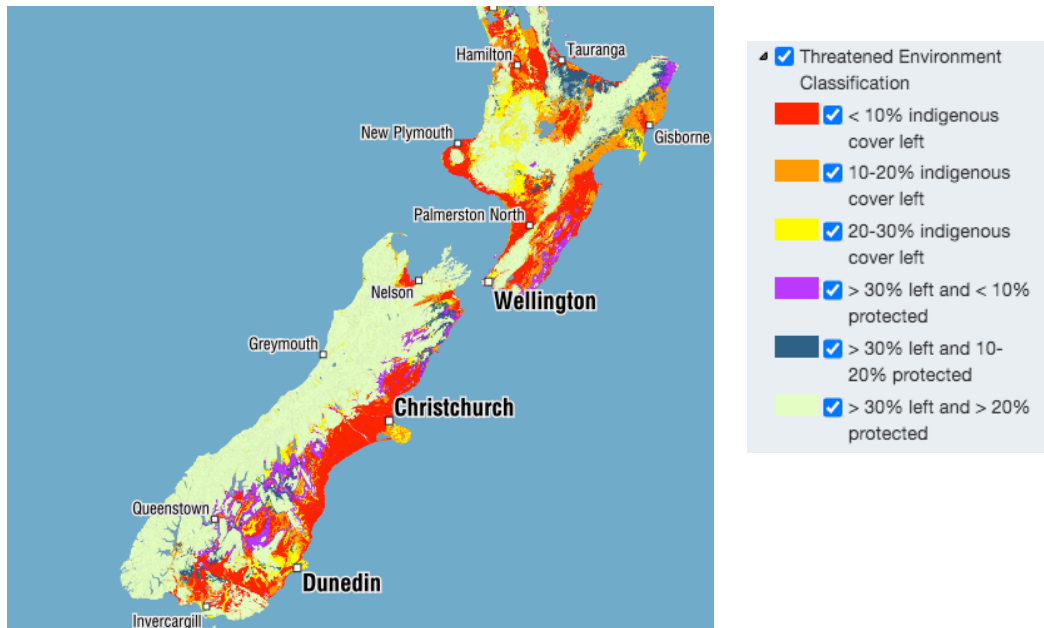 Hamilton
Tauranga
New Plymouth
Gisborne
Palmerston North
Nelson
Wellington
Greymouth
Christchurch
Queenstown
Dunedin
Invercargill
Threatened Environment
Classification
< 10% indigenous
cover left
10-20% indigenous
cover left
20-30% indigenous
cover left
> 30% left and < 10%
protected
> 30% left and 10-
20% protected
> 30% left and > 20%
protected